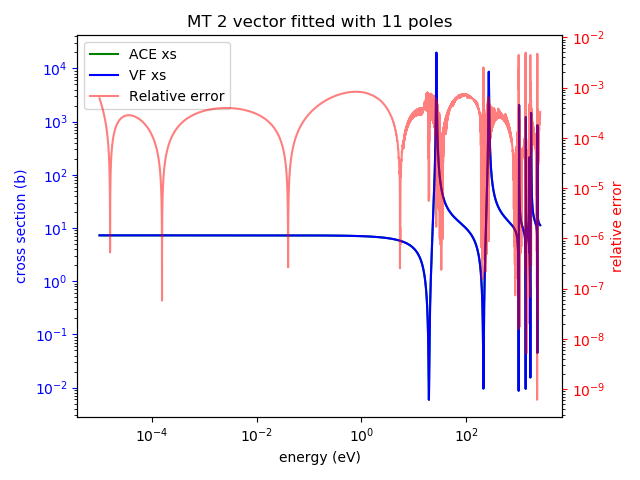 MT 2 vector fitted with 11 poles
ACE xs
VF xs
Relative error
cross section (b)
10^4
10^3
10^2
10^1
10^0
10^-1
10^-2
10^-2
10^-3
10^-4
10^-5
10^-6
10^-7
10^-8
10^-9
relative error
10^-4
10^-2
10^0
10^2
energy (eV)